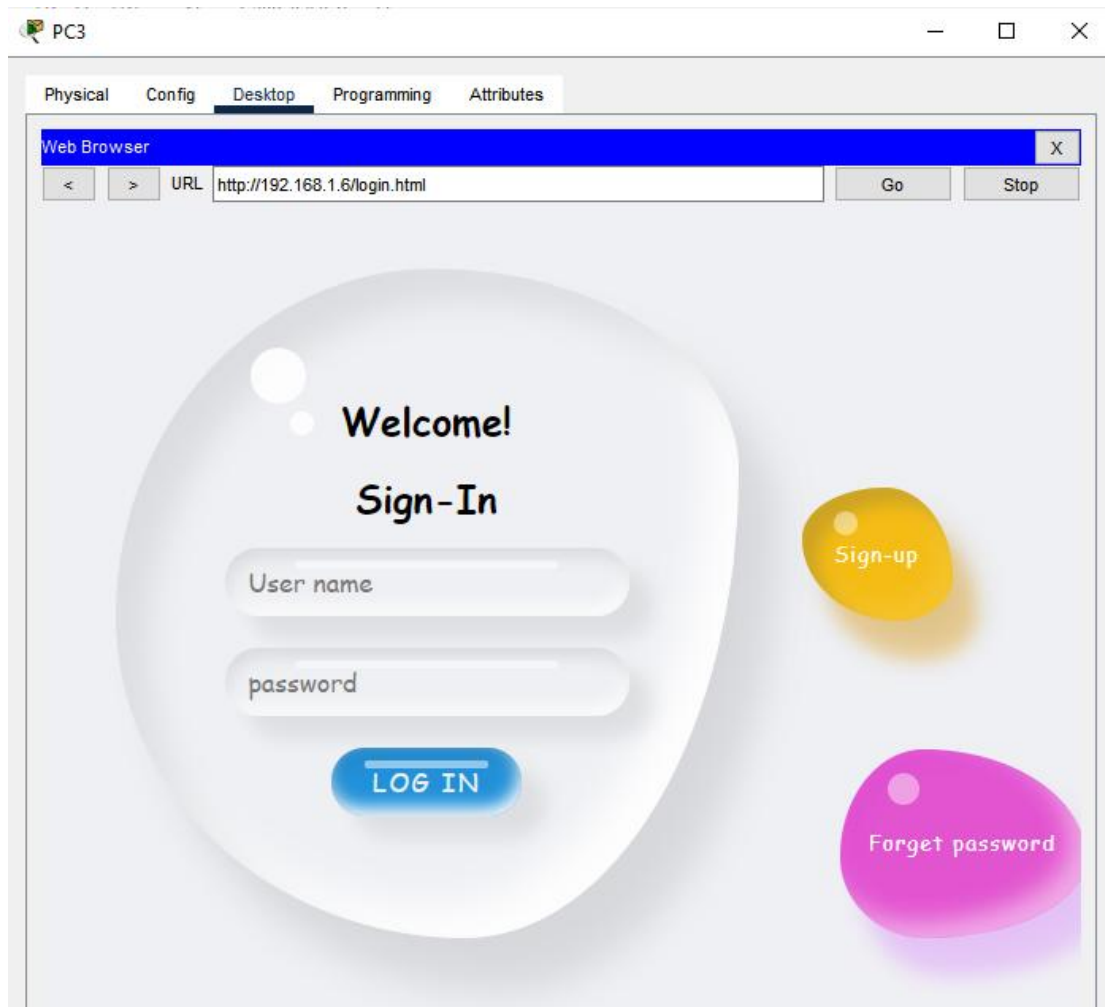 PC3
Physical Config Desktop Programming Attributes
Web Browser X
< > URL http://192.168.1.6/login.html Go Stop
Welcome!
Sign-In
Sign-up
User name
password
LOG IN
Forget password